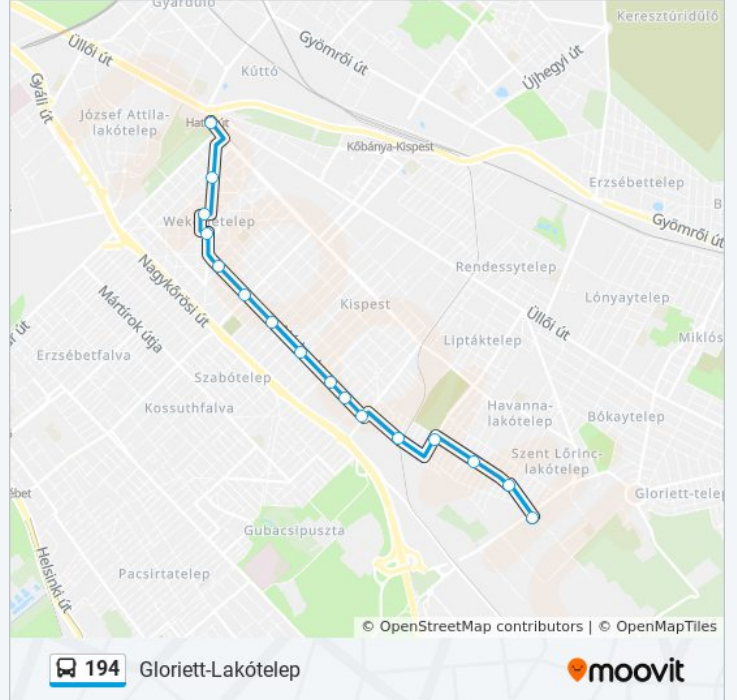 Gyárdűlő
Keresztúridűlő
Üllői út
Gyömrői út
Kúttó
Újhegyi út
Gyáli út
József Attila-
lakótelep
Kőbánya-Kispest
Erzsébettelep
Gyömrői út
Nagykőrösi út
Rendessytelep
Mártírok útja
Kispest
Üllői út
Lónyaytelep
Liptáktelep
Miklós
Erzsébetfalva
Szabótelep
Kossuthfalva
Havanna-
lakótelep
Bókaytelep
Szent Lőrinc-
lakótelep
Gloriett-telep
Gubacsipuszta
Helsinki út
Pacsirtatelep
© OpenStreetMap contributors | © OpenMapTiles
194 Gloriett-Lakótelep
moovit